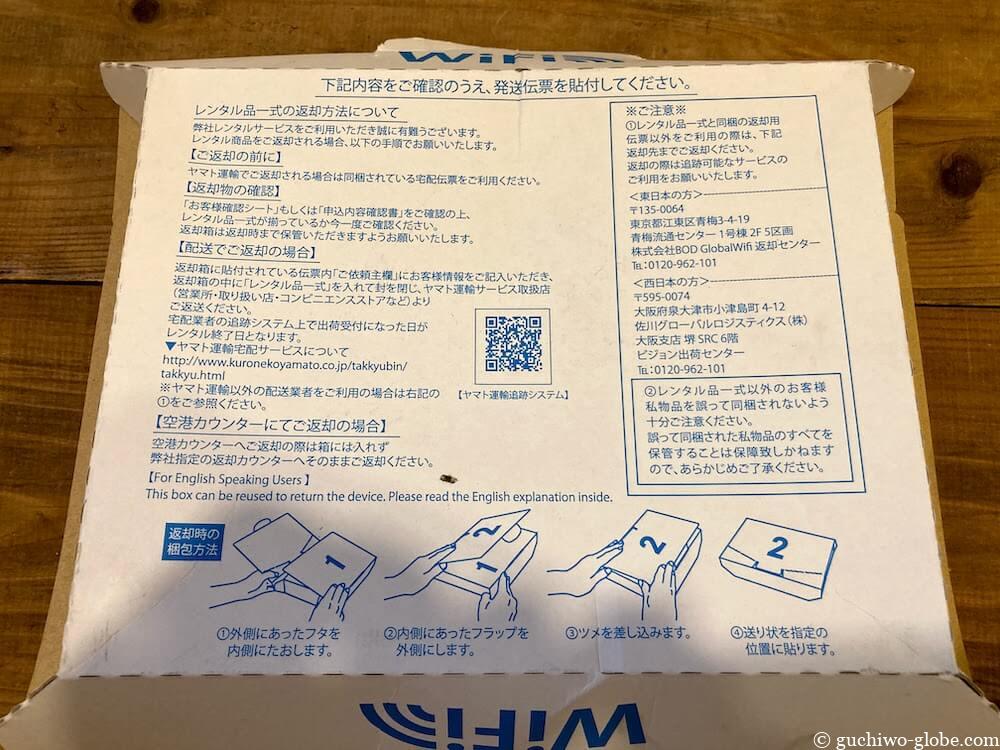 WiFi
下記内容をご確認のうえ、発送伝票を貼付してください。
レンタル品一式の返却方法について
弊社レンタルサービスをご利用いただき誠に有難うございます。
レンタル商品をご返却される場合、以下の手順でお願いいたします。
【ご返却の前に】
ヤマト運輸でご返却される場合は同梱されている宅配伝票をご利用ください。
【返却物の確認】
「お客様確認シート」もしくは「申込内容確認書」をご確認の上、
レンタル品一式が揃っているか今一度ご確認ください。
返却箱は返却時まで保管いただきますようお願い致します。
【配送でご返却の場合】
返却箱に貼付されている伝票内「ご依頼主欄」にお客様情報をご記入いただき、
返却箱の中に「レンタル品一式」を入れて封を閉じ、ヤマト運輸サービス取扱店
(営業所・取り扱い店・コンビニエンスストアなど)より
ご返送ください。
宅配業者の追跡システム上で出荷受付になった日が
レンタル終了日となります。
▼ヤマト運輸宅配サービスについて
http://www.kuronekoyamato.co.jp/takkyubin/
takkyu.html
※ヤマト運輸以外の配送業者をご利用の場合は右記の
①をご参照ください。
【ヤマト運輸追跡システム】
【空港カウンターにてご返却の場合】
空港カウンターへご返却の際は箱には入れず
弊社指定の返却カウンターへそのままご返却ください。
【For English Speaking Users】
This box can be reused to return the device. Please read the English explanation inside.
※ご注意※
①レンタル品一式と同梱の返却用
伝票以外をご利用の際は、下記
返却先までご返却ください。
返却の際は追跡可能なサービスの
ご利用をお願いいたします。
<東日本の方>
〒135-0064
東京都江東区青梅3-4-19
青梅流通センター 1号棟 2F 5区画
株式会社BOD GlobalWifi 返却センター
TEL:0120-962-101
<西日本の方>
〒595-0074
大阪府泉大津市小津島町 4-12
佐川グローバルロジスティクス(株)
大阪支店 堺 SRC 6階
ビジョン出荷センター
TEL:0120-962-101
②レンタル品一式以外のお客様
私物品を誤って同梱されないよう
十分ご注意ください。
誤って同梱された私物品のすべてを
保管することは保障致しかねます
ので、あらかじめご了承ください。
返却時の
梱包方法
1
2
1
2
2
①外側にあったフタを
内側にたおします。
②内側にあったフラップを
外側にします。
③ツメを差し込みます。
④送り状を指定の
位置に貼ります。
WiFi
© guchiwo-globe.com